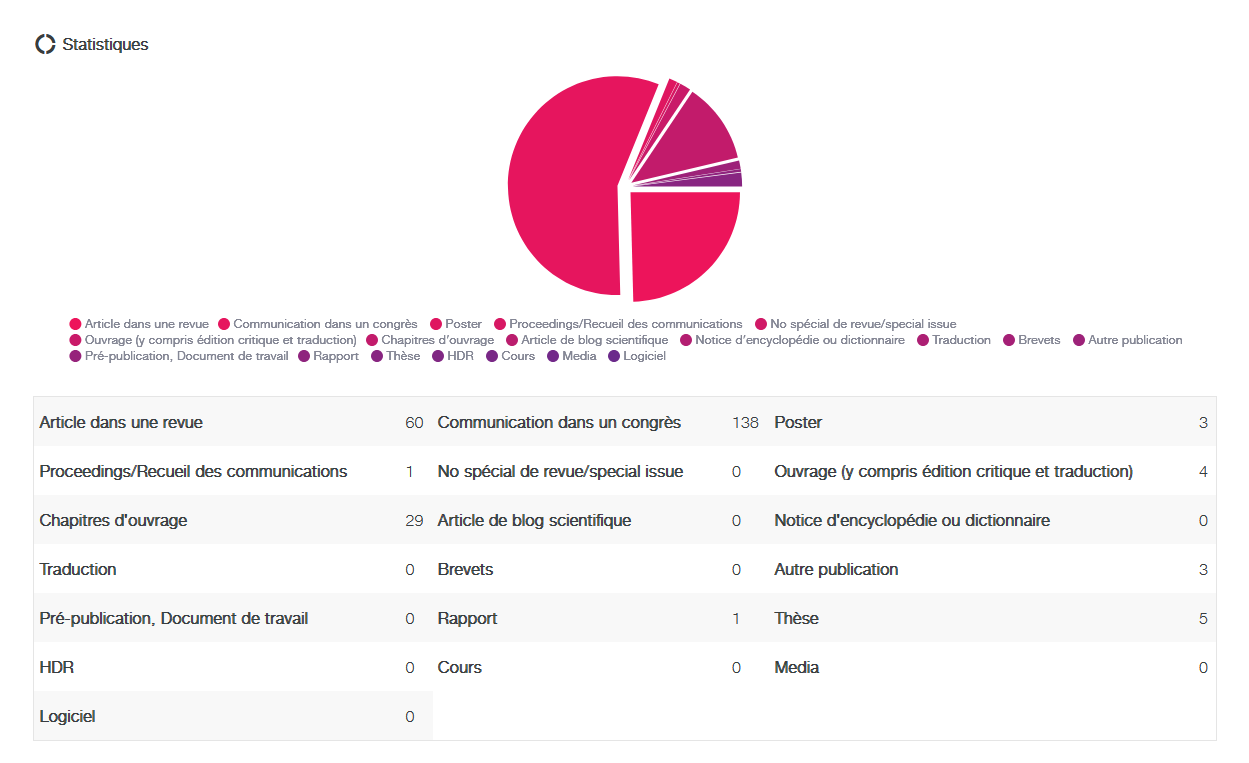 Statistiques
Article dans une revue Communication dans un congrès Poster Proceedings/Recueil des communications No spécial de revue/special issue
Ouvrage (y compris édition critique et traduction) Chapitres d'ouvrage Article de blog scientifique Notice d'encyclopédie ou dictionnaire Traduction Brevets Autre publication
Pré-publication, Document de travail Rapport Thèse HDR Cours Media Logiciel
Article dans une revue 60 Communication dans un congrès 138 Poster 3
Proceedings/Recueil des communications 1 No spécial de revue/special issue 0 Ouvrage (y compris édition critique et traduction) 4
Chapitres d'ouvrage 29 Article de blog scientifique 0 Notice d'encyclopédie ou dictionnaire 0
Traduction 0 Brevets 0 Autre publication 3
Pré-publication, Document de travail 0 Rapport 1 Thèse 5
HDR 0 Cours 0 Media 0
Logiciel 0